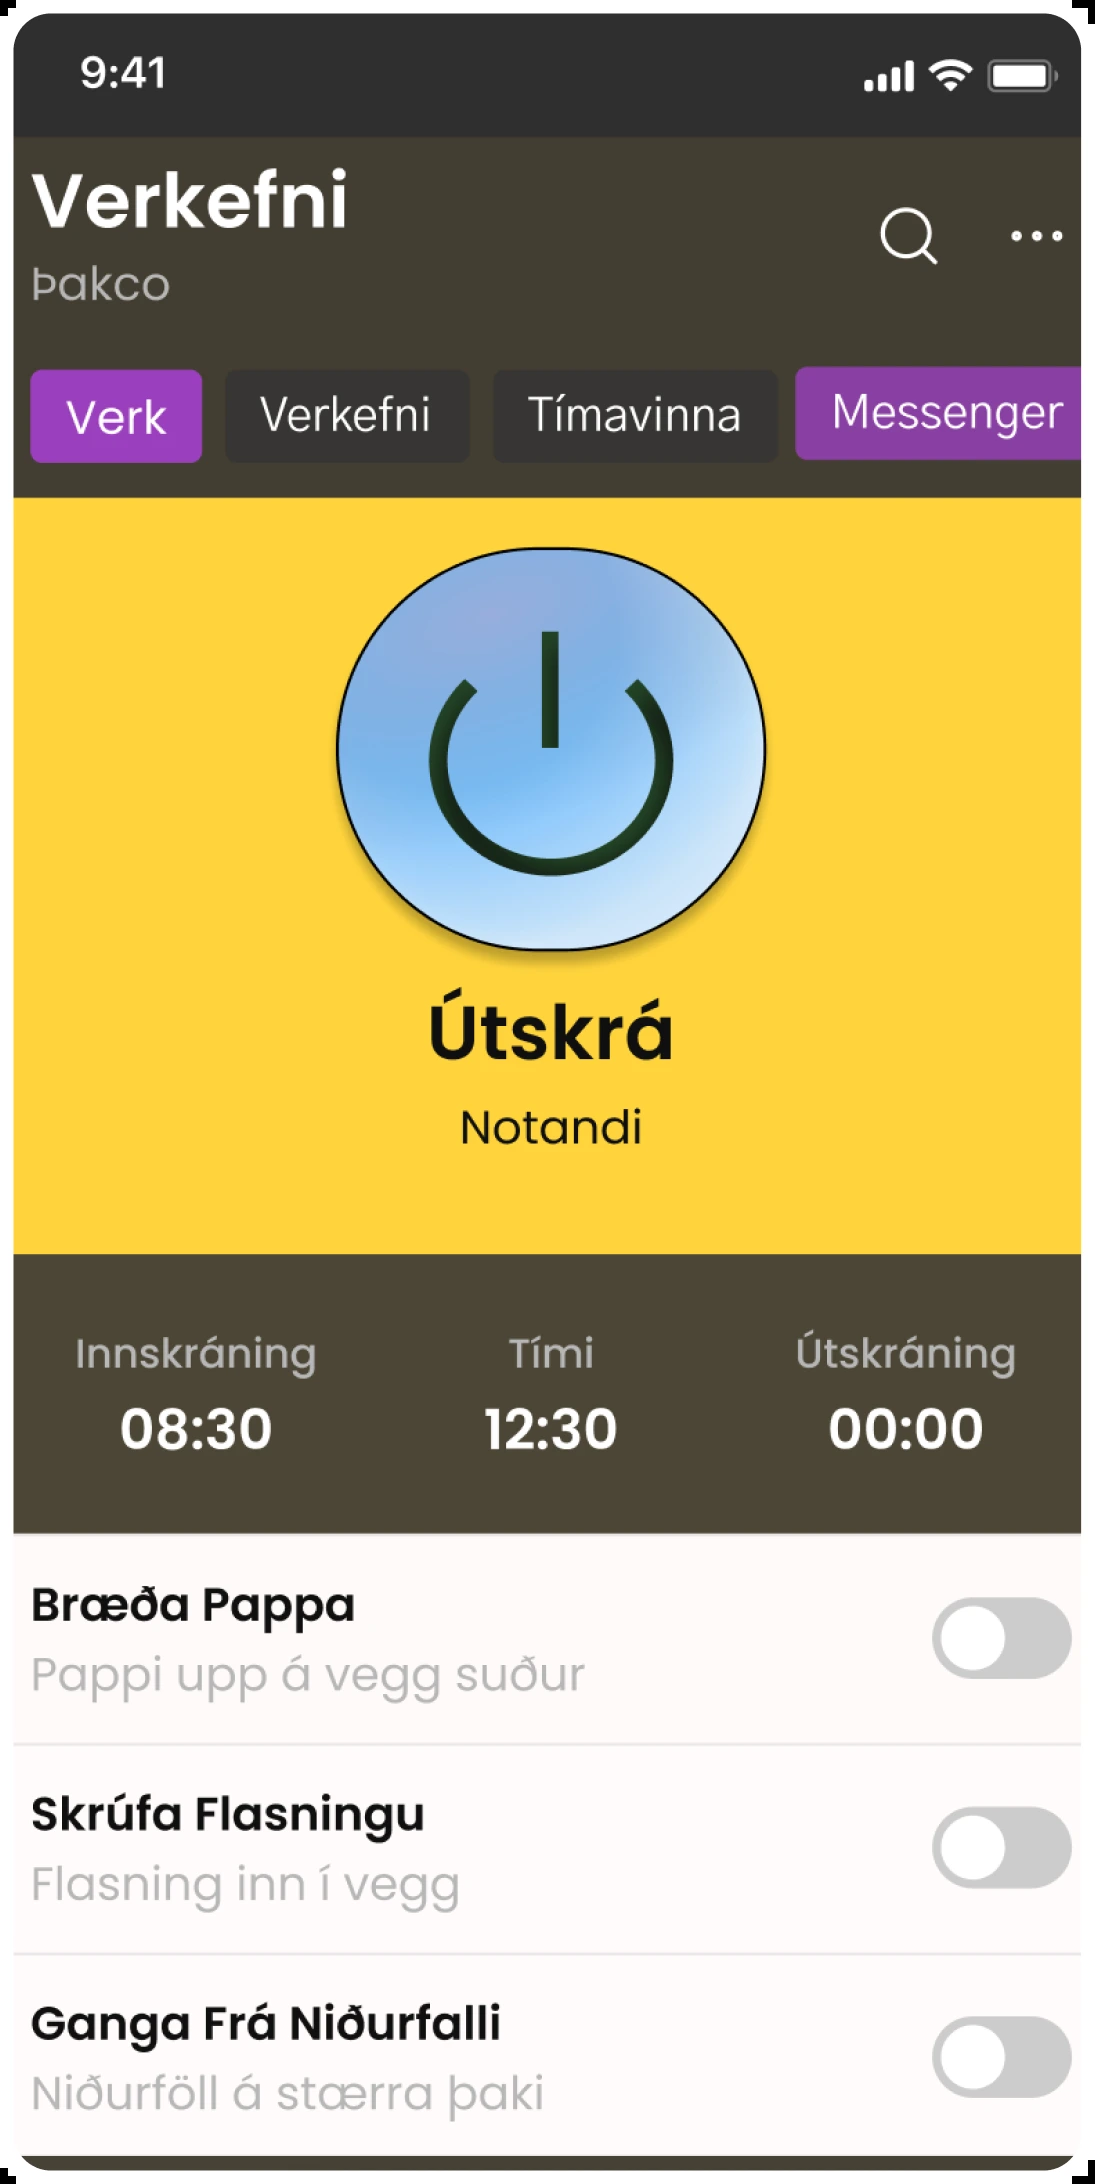 9:41
Verkefni
Þakco
Verk
Verkefni
Tímavinna
Messenger
Útskrá
Notandi
Innskráning
Tími
Útskráning
08:30
12:30
00:00
Bræða Pappa
Pappi upp á vegg suður
Skrúfa Flasningu
Flasning inn í vegg
Ganga Frá Niðurfalli
Niðurföll á stærra þaki